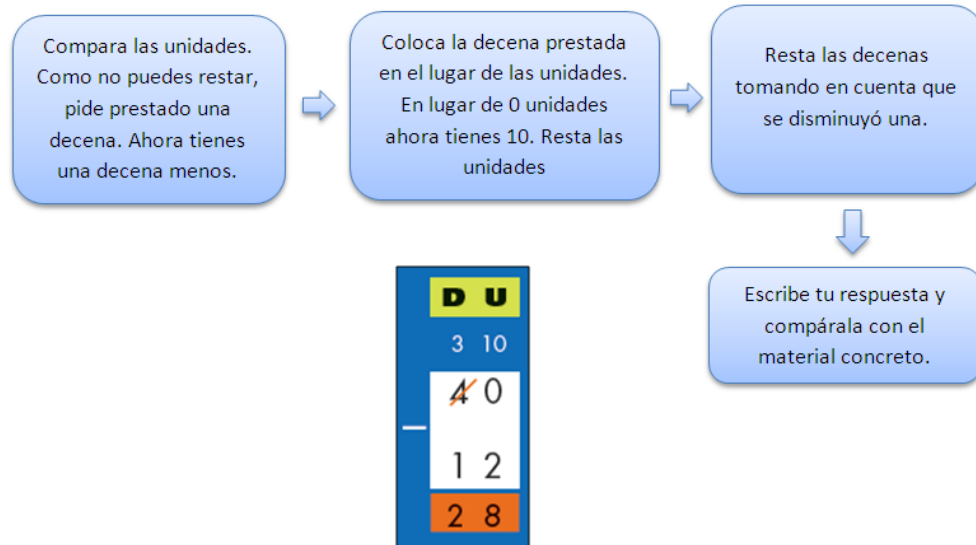 Compara las unidades.
Como no puedes restar,
pide prestado una
decena. Ahora tienes
una decena menos.
Coloca la decena prestada
en el lugar de las unidades.
En lugar de 0 unidades
ahora tienes 10. Resta las
unidades
Resta las decenas
tomando en cuenta que
se disminuyó una.
Escribe tu respuesta y
compárala con el
material concreto.
D U
3 10
4 0
—
1 2
2 8